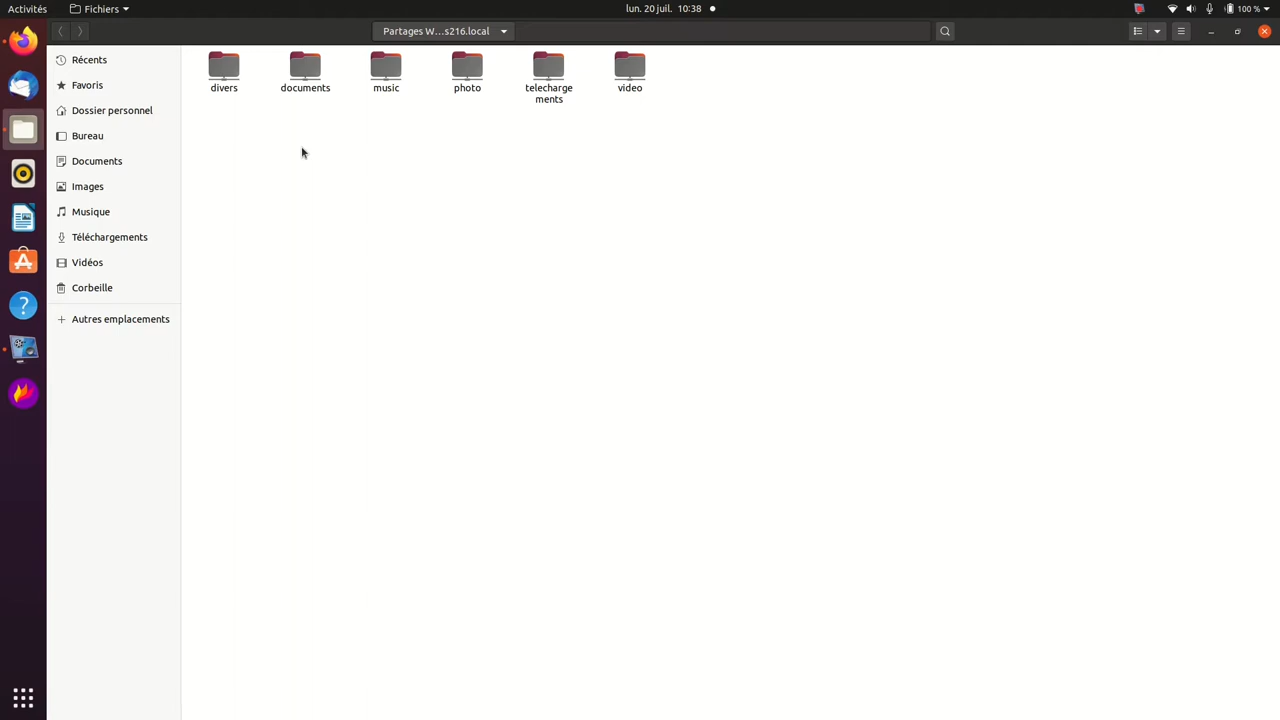 Activités
Fichiers
lun. 20 juil. 10:38
100 %
Partages W...s216.local
Récents
Favoris
Dossier personnel
Bureau
Documents
Images
Musique
Téléchargements
Vidéos
Corbeille
Autres emplacements
divers
documents
music
photo
telecharge
ments
video